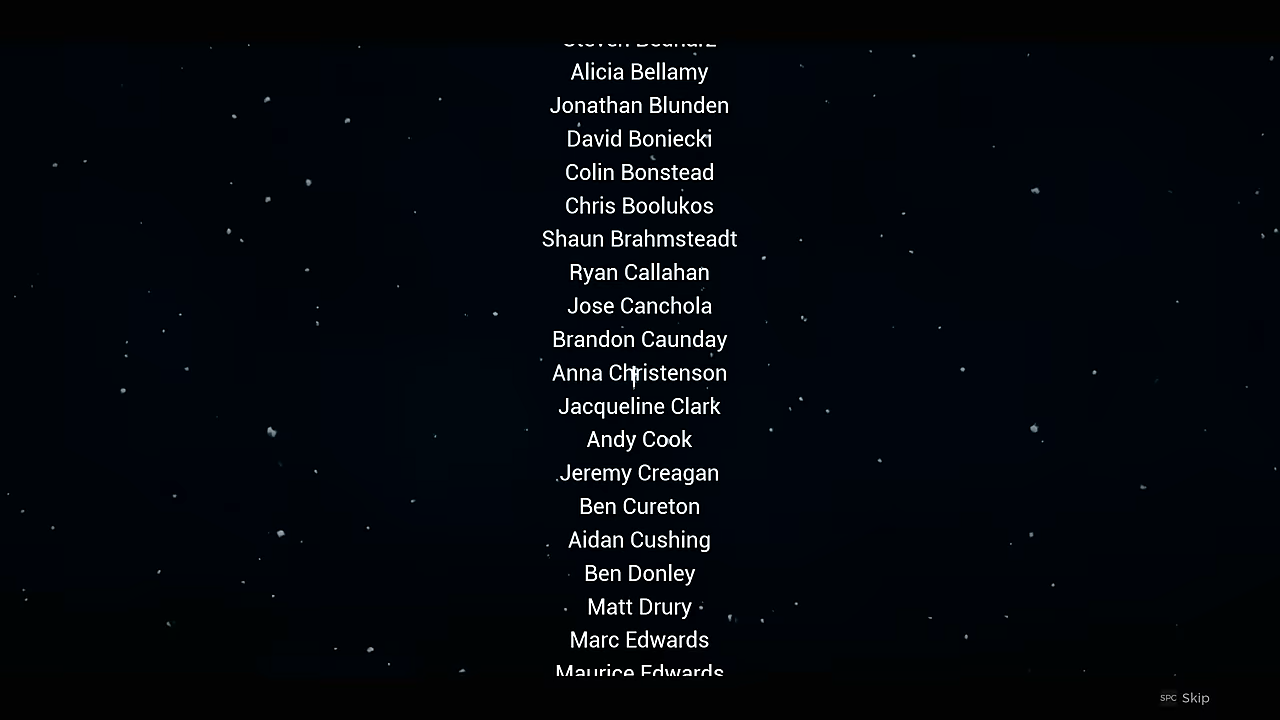 Alicia Bellamy
Jonathan Blunden
David Boniecki
Colin Bonstead
Chris Boolukos
Shaun Brahmsteadt
Ryan Callahan
Jose Canchola
Brandon Caunday
Anna Christenson
Jacqueline Clark
Andy Cook
Jeremy Creagan
Ben Cureton
Aidan Cushing
Ben Donley
Matt Drury
Marc Edwards
Maurice Edwards
SPC Skip